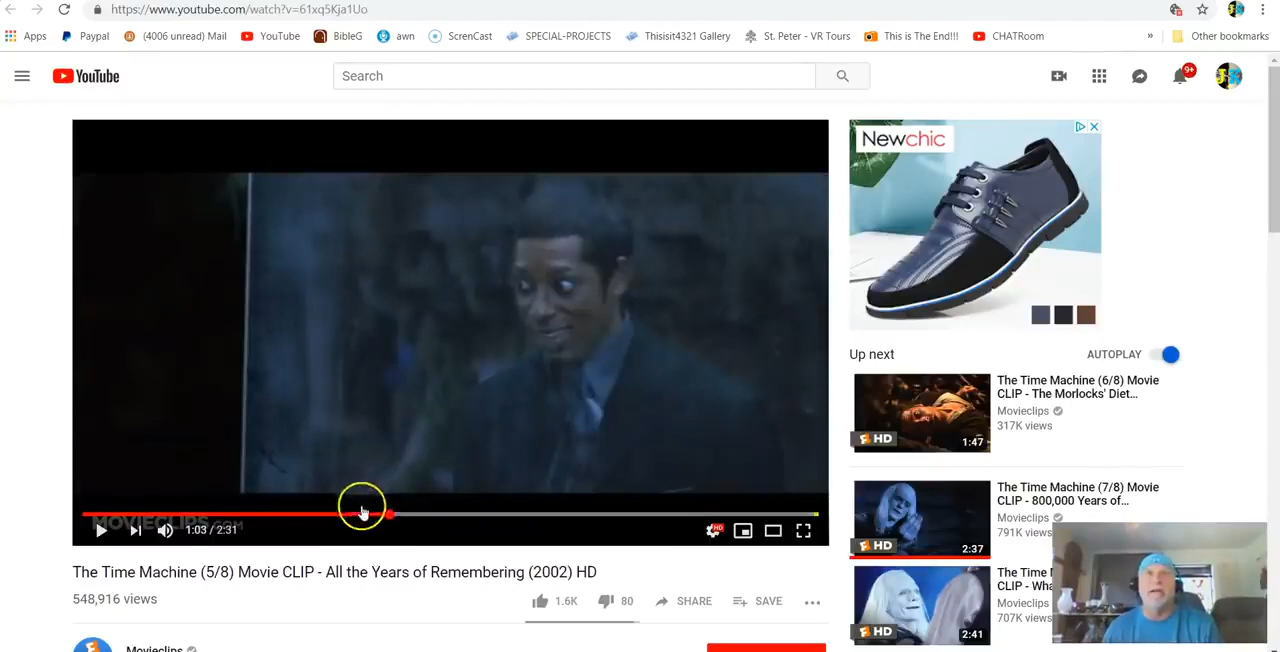 https://www.youtube.com/watch?v=61xq5Kja1Uo
Apps Paypal (4006 unread) Mail YouTube BibleG awn ScrenCast SPECIAL-PROJECTS Thisisit4321 Gallery St. Peter - VR Tours This is The End!!! CHATRoom » Other bookmarks
YouTube
Search
9+
Newchic
Up next
AUTOPLAY
The Time Machine (6/8) Movie
CLIP - The Morlocks' Diet...
Movieclips
317K views
HD
1:47
The Time Machine (7/8) Movie
CLIP - 800,000 Years of...
Movieclips
791K views
HD
2:37
The Time
CLIP - Wha
Movieclips
707K views
HD
2:41
MOVIECLIPS.COM
1:03 / 2:31
HD
The Time Machine (5/8) Movie CLIP - All the Years of Remembering (2002) HD
548,916 views
1.6K
80
SHARE
SAVE
Movieclips